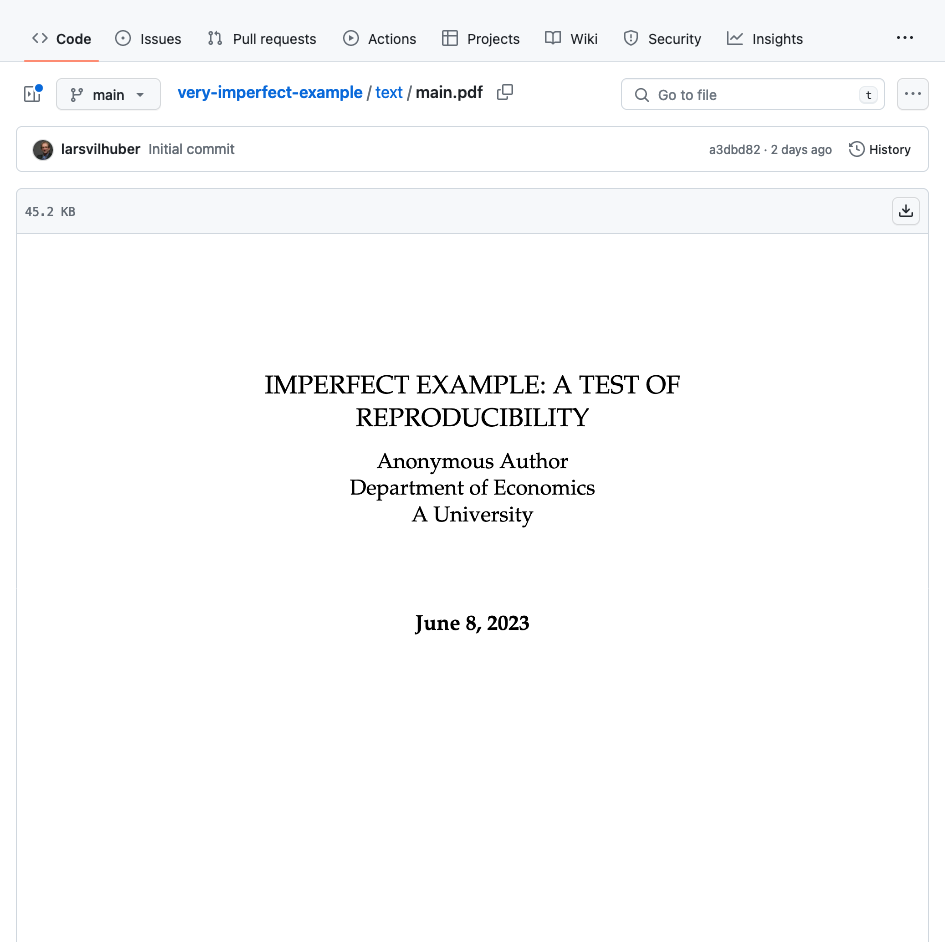 Code Issues Pull requests Actions Projects Wiki Security Insights
main very-imperfect-example / text / main.pdf Go to file t
larsvilhuber Initial commit a3dbd82 · 2 days ago History
45.2 KB
IMPERFECT EXAMPLE: A TEST OF
REPRODUCIBILITY
Anonymous Author
Department of Economics
A University
June 8, 2023